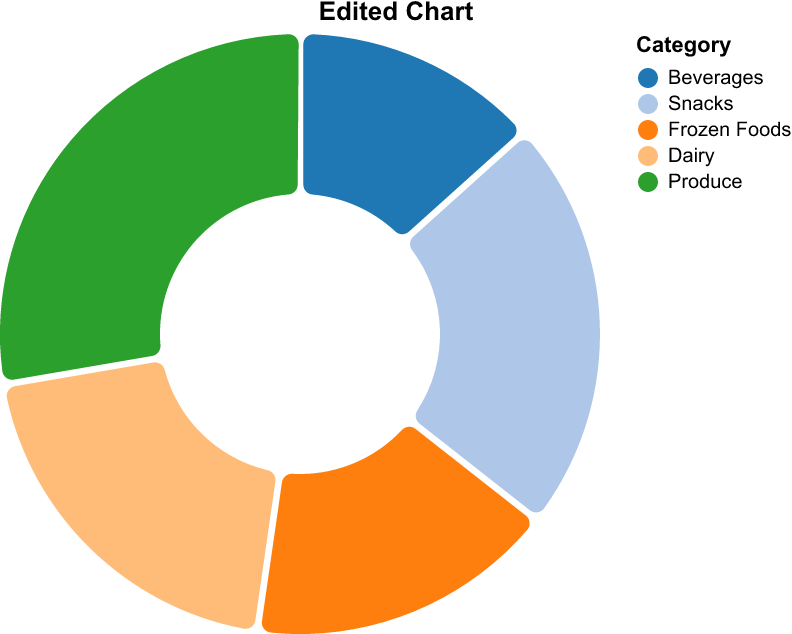 Edited Chart
Category
Beverages
Snacks
Frozen Foods
Dairy
Produce